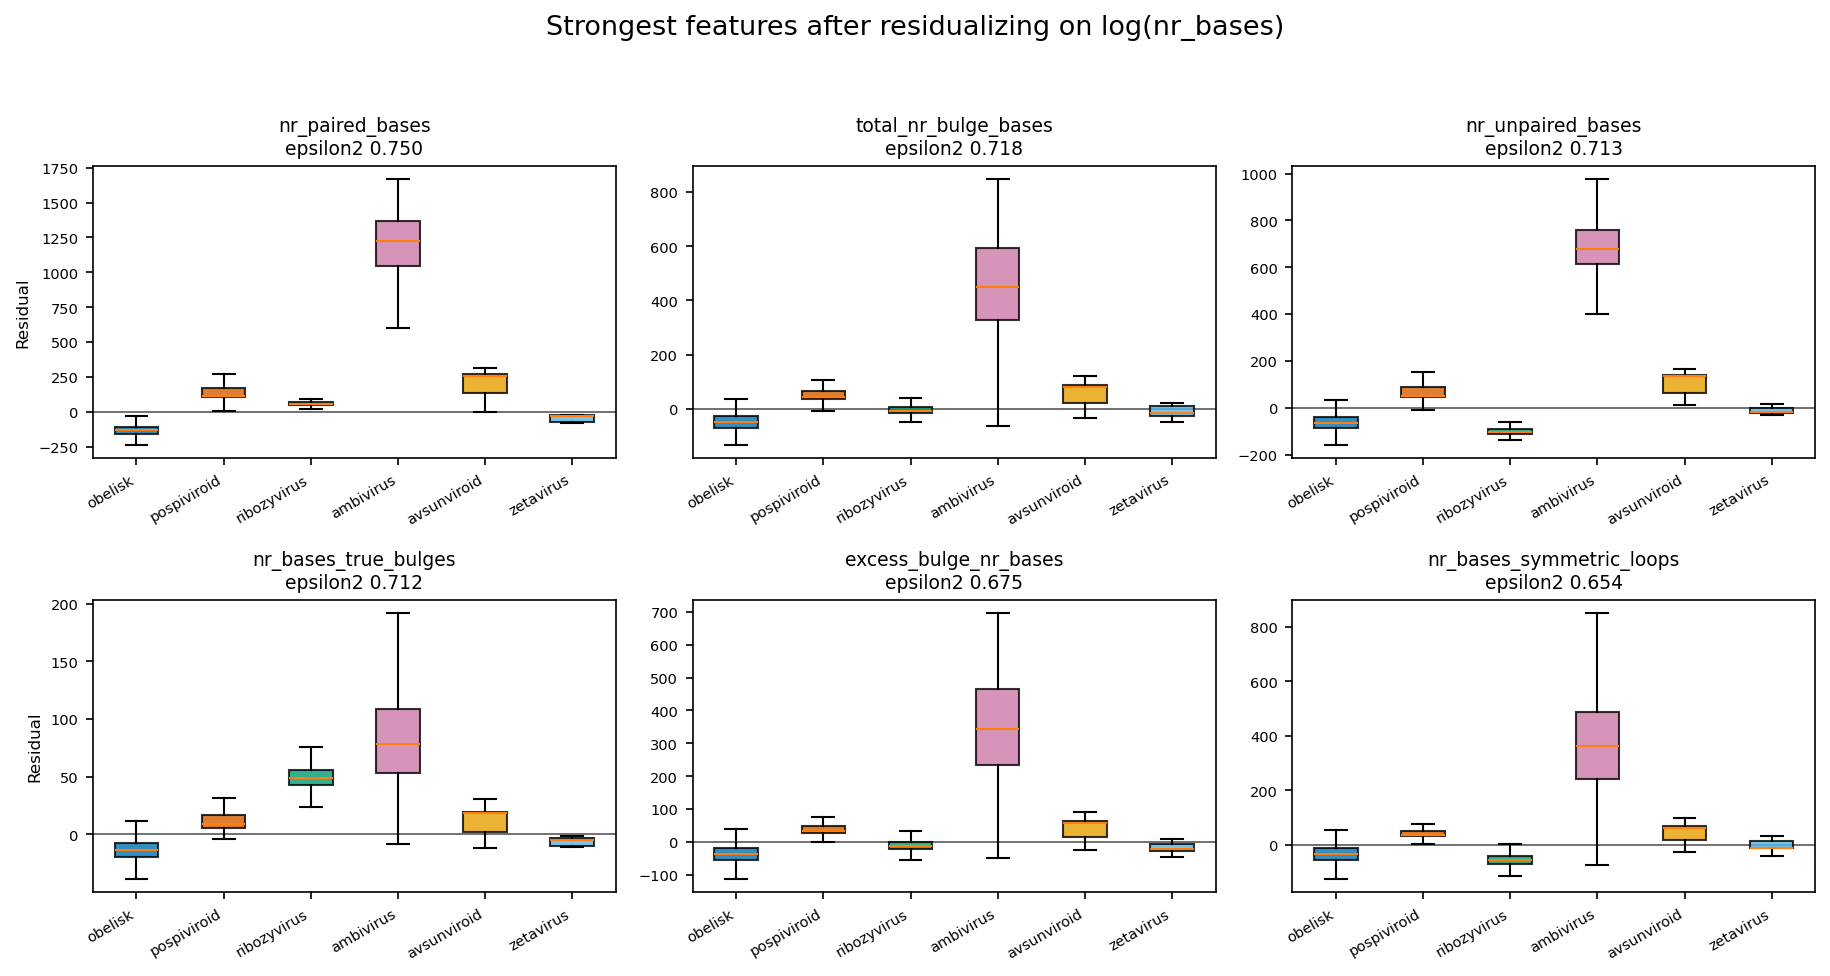 Strongest features after residualizing on log(nr_bases)
nr_paired_bases
epsilon2 0.750
1750
1500
1250
1000
750
500
250
0
−250
Residual
obelisk
pospiviroid
ribozyvirus
ambivirus
avsunviroid
zetavirus
total_nr_bulge_bases
epsilon2 0.718
800
600
400
200
0
obelisk
pospiviroid
ribozyvirus
ambivirus
avsunviroid
zetavirus
nr_unpaired_bases
epsilon2 0.713
1000
800
600
400
200
0
−200
obelisk
pospiviroid
ribozyvirus
ambivirus
avsunviroid
zetavirus
nr_bases_true_bulges
epsilon2 0.712
200
150
100
50
0
Residual
obelisk
pospiviroid
ribozyvirus
ambivirus
avsunviroid
zetavirus
excess_bulge_nr_bases
epsilon2 0.675
700
600
500
400
300
200
100
0
−100
obelisk
pospiviroid
ribozyvirus
ambivirus
avsunviroid
zetavirus
nr_bases_symmetric_loops
epsilon2 0.654
800
600
400
200
0
obelisk
pospiviroid
ribozyvirus
ambivirus
avsunviroid
zetavirus